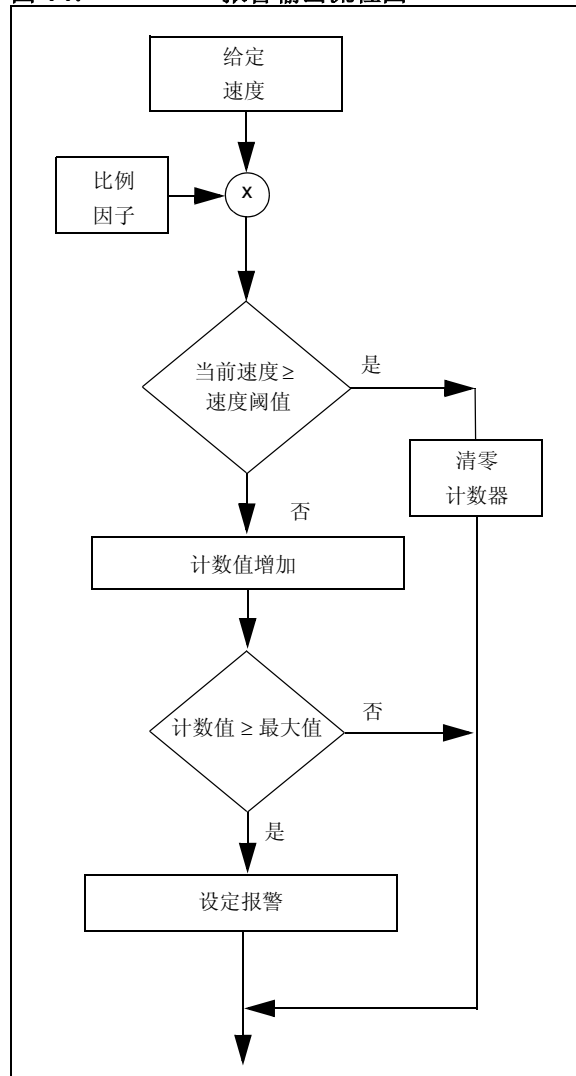 给定
速度
比例
因子
x
当前速度 ≥
速度阈值
是
清零
计数器
否
计数值增加
计数值 ≥ 最大值
否
是
设定报警